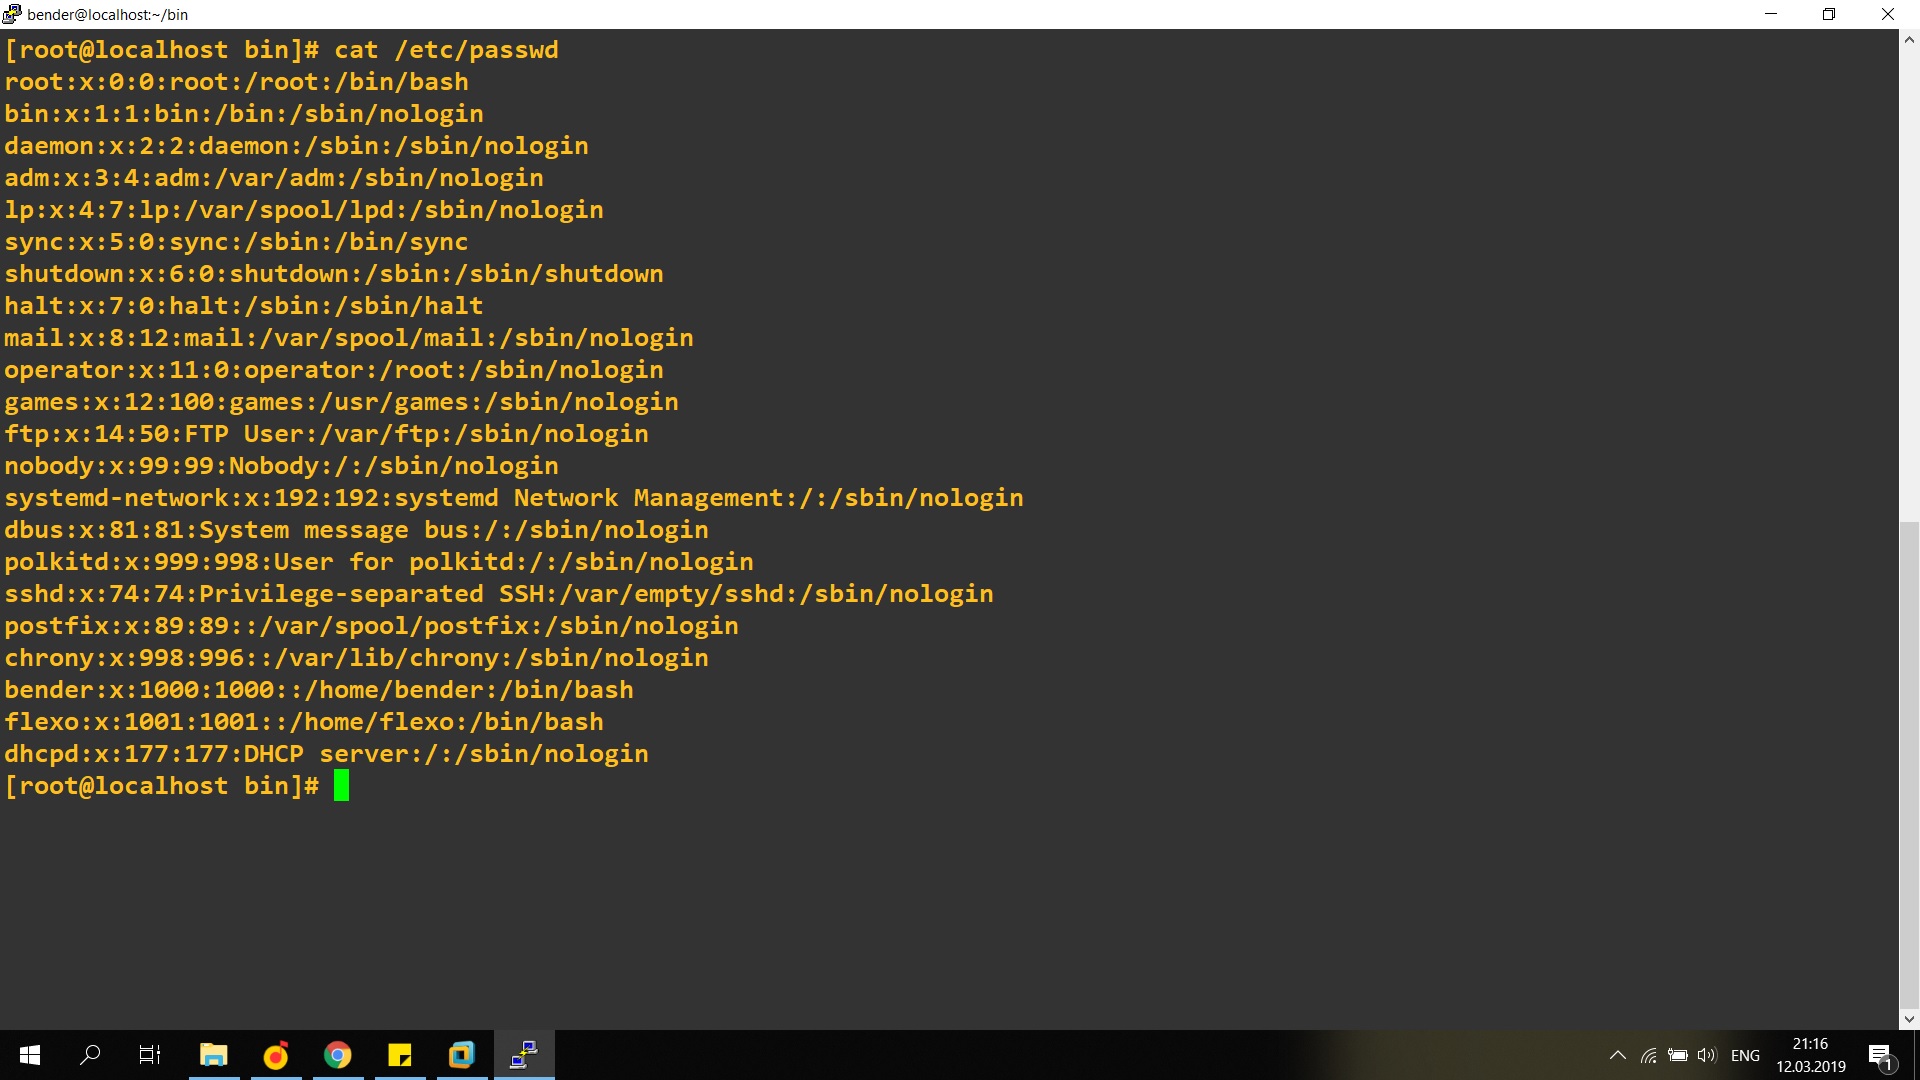 bender@localhost:~/bin
[root@localhost bin]# cat /etc/passwd
root:x:0:0:root:/root:/bin/bash
bin:x:1:1:bin:/bin:/sbin/nologin
daemon:x:2:2:daemon:/sbin:/sbin/nologin
adm:x:3:4:adm:/var/adm:/sbin/nologin
lp:x:4:7:lp:/var/spool/lpd:/sbin/nologin
sync:x:5:0:sync:/sbin:/bin/sync
shutdown:x:6:0:shutdown:/sbin:/sbin/shutdown
halt:x:7:0:halt:/sbin:/sbin/halt
mail:x:8:12:mail:/var/spool/mail:/sbin/nologin
operator:x:11:0:operator:/root:/sbin/nologin
games:x:12:100:games:/usr/games:/sbin/nologin
ftp:x:14:50:FTP User:/var/ftp:/sbin/nologin
nobody:x:99:99:Nobody:/:/sbin/nologin
systemd-network:x:192:192:systemd Network Management:/:/sbin/nologin
dbus:x:81:81:System message bus:/:/sbin/nologin
polkitd:x:999:998:User for polkitd:/:/sbin/nologin
sshd:x:74:74:Privilege-separated SSH:/var/empty/sshd:/sbin/nologin
postfix:x:89:89::/var/spool/postfix:/sbin/nologin
chrony:x:998:996::/var/lib/chrony:/sbin/nologin
bender:x:1000:1000::/home/bender:/bin/bash
flexo:x:1001:1001::/home/flexo:/bin/bash
dhcpd:x:177:177:DHCP server:/:/sbin/nologin
[root@localhost bin]#
ENG
21:16
12.03.2019
1